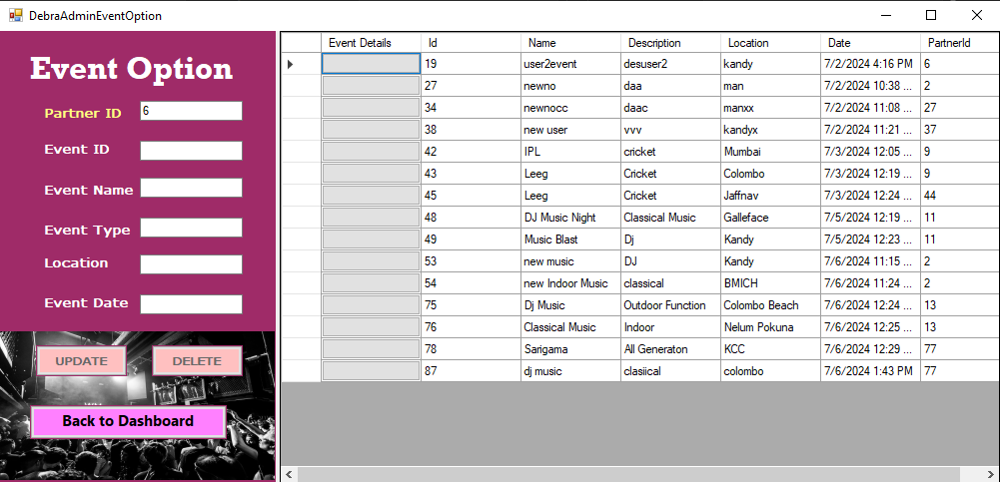 DebraAdminEventOption
Event Option
Partner ID 6
Event ID
Event Name
Event Type
Location
Event Date
UPDATE DELETE
Back to Dashboard
Event Details Id Name Description Location Date PartnerId
19 user2event desuser2 kandy 7/2/2024 4:16 PM 6
27 newno daa man 7/2/2024 10:38 ... 2
34 newnocc daac manxx 7/2/2024 11:08 ... 27
38 new user vvv kandyx 7/2/2024 11:21 ... 37
42 IPL cricket Mumbai 7/3/2024 12:05 ... 9
43 Leeg Cricket Colombo 7/3/2024 12:19 ... 9
45 Leeg Cricket Jaffnav 7/3/2024 12:24 ... 44
48 DJ Music Night Classical Music Galleface 7/5/2024 12:19 ... 11
49 Music Blast Dj Kandy 7/5/2024 12:23 ... 11
53 new music DJ Kandy 7/6/2024 11:15 ... 2
54 new Indoor Music classical BMICH 7/6/2024 11:24 ... 2
75 Dj Music Outdoor Function Colombo Beach 7/6/2024 12:24 ... 13
76 Classical Music Indoor Nelum Pokuna 7/6/2024 12:25 ... 13
78 Sarigama All Generaton KCC 7/6/2024 12:29 ... 77
87 dj music clasiical colombo 7/6/2024 1:43 PM 77